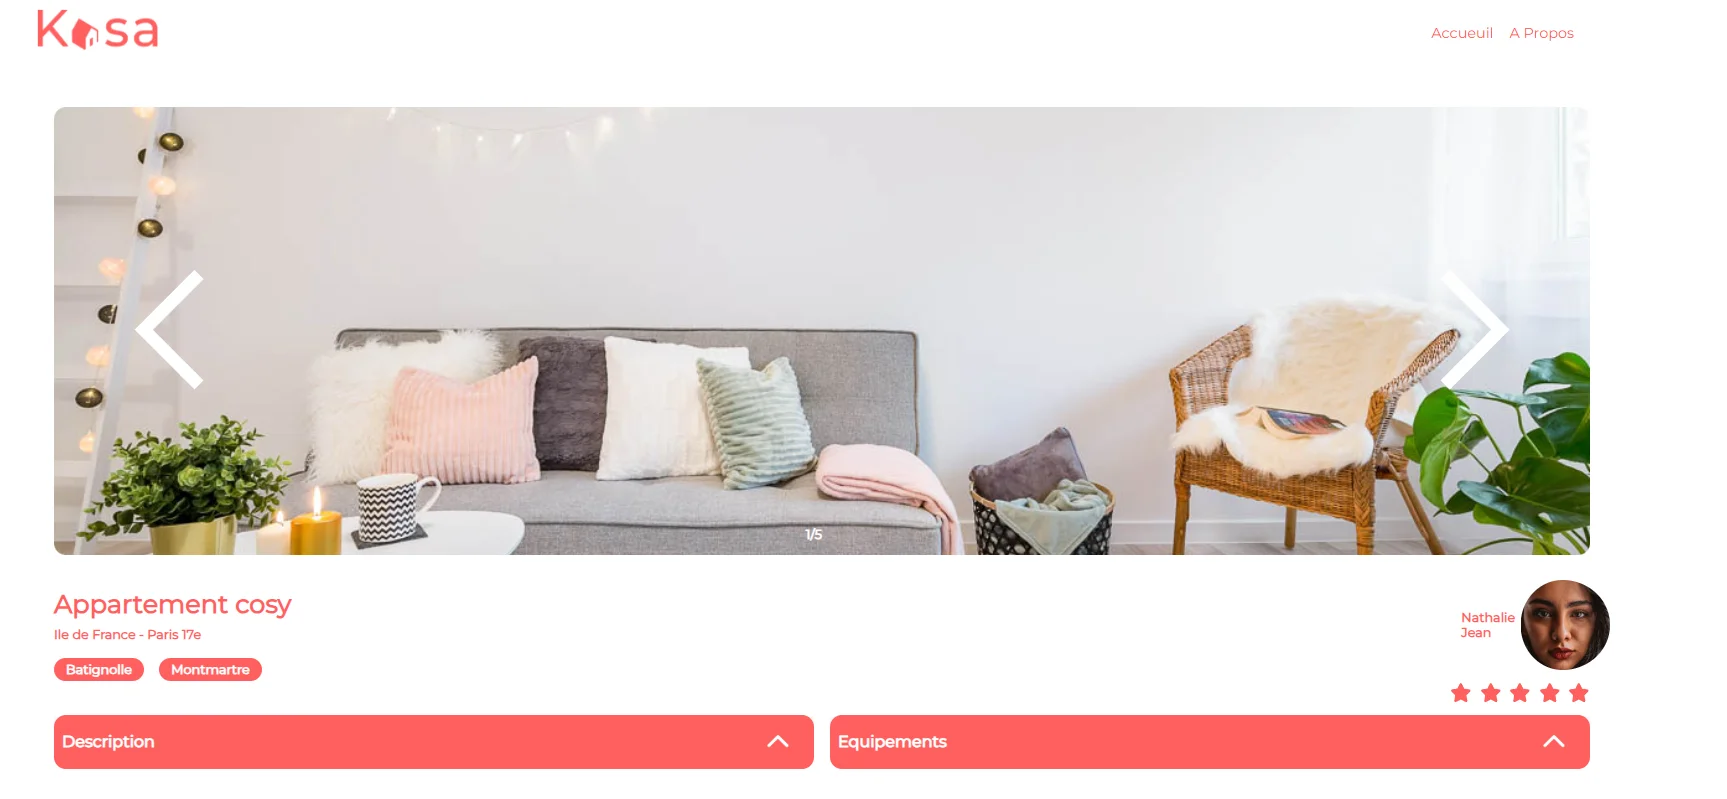 Kasa
Accueuil A Propos
1/5
Appartement cosy
Ile de France - Paris 17e
Batignolle Montmartre
Nathalie
Jean
Description
Equipements